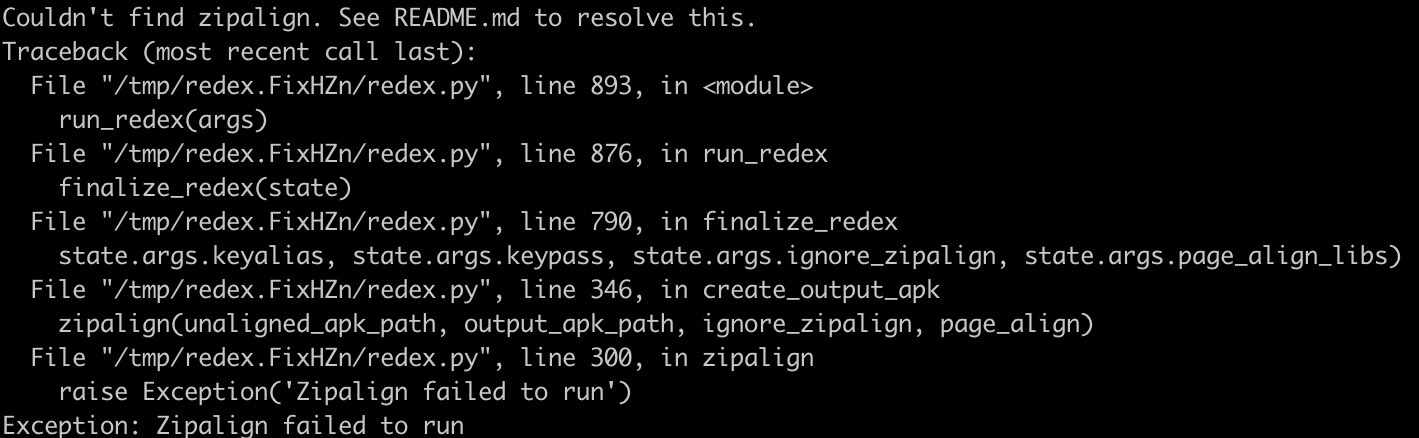 Couldn't find zipalign. See README.md to resolve this.
Traceback (most recent call last):
  File "/tmp/redex.FixHZn/redex.py", line 893, in <module>
    run_redex(args)
  File "/tmp/redex.FixHZn/redex.py", line 876, in run_redex
    finalize_redex(state)
  File "/tmp/redex.FixHZn/redex.py", line 790, in finalize_redex
    state.args.keyalias, state.args.keypass, state.args.ignore_zipalign, state.args.page_align_libs)
  File "/tmp/redex.FixHZn/redex.py", line 346, in create_output_apk
    zipalign(unaligned_apk_path, output_apk_path, ignore_zipalign, page_align)
  File "/tmp/redex.FixHZn/redex.py", line 300, in zipalign
    raise Exception('Zipalign failed to run')
Exception: Zipalign failed to run